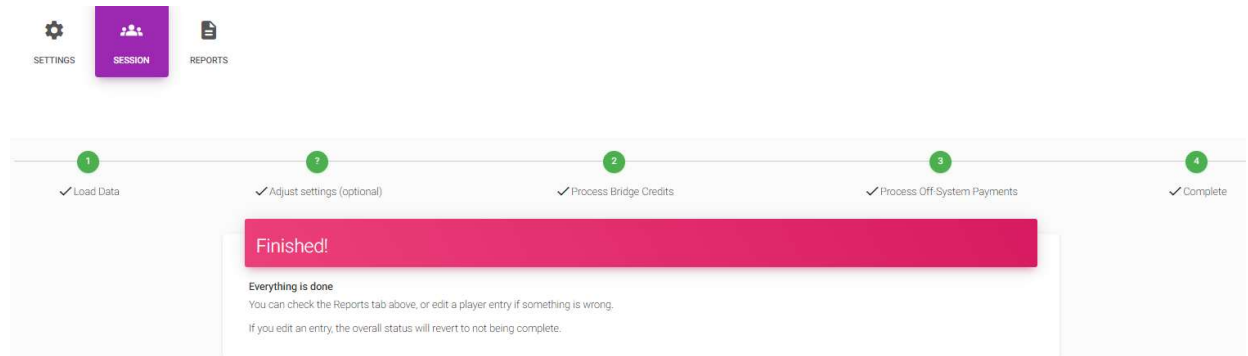 SETTINGS SESSION REPORTS
1 ? 2 3 4
Load Data Adjust settings (optional) Process Bridge Credits Process Off-System Payments Complete
Finished!
Everything is done
You can check the Reports tab above, or edit a player entry if something is wrong.
If you edit an entry, the overall status will revert to not being complete.